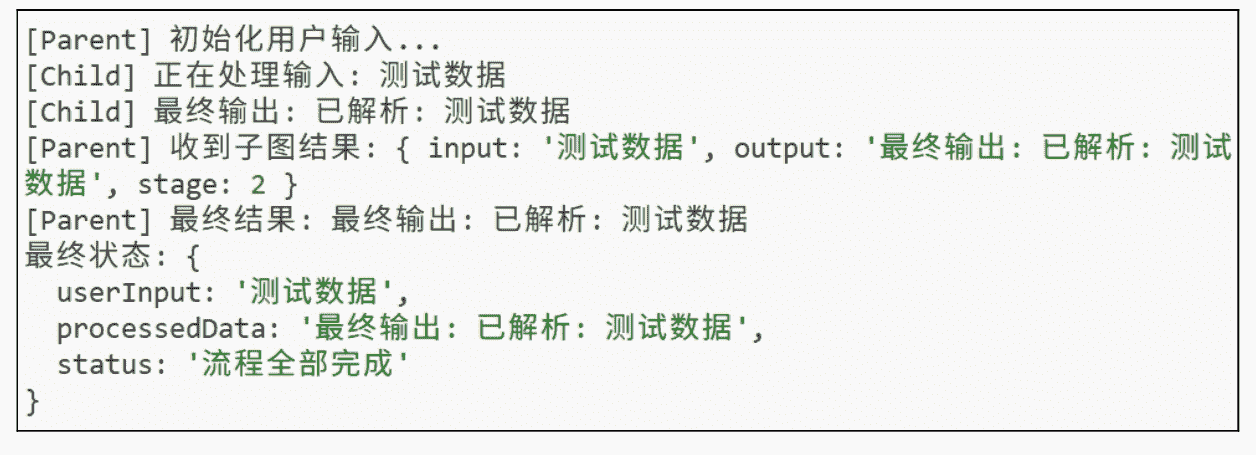 [Parent] 初始化用户输入...
[Child] 正在处理输入: 测试数据
[Child] 最终输出: 已解析: 测试数据
[Parent] 收到子图结果: { input: '测试数据', output: '最终输出: 已解析: 测试
数据', stage: 2 }
[Parent] 最终结果: 最终输出: 已解析: 测试数据
最终状态: {
  userInput: '测试数据',
  processedData: '最终输出: 已解析: 测试数据',
  status: '流程全部完成'
}